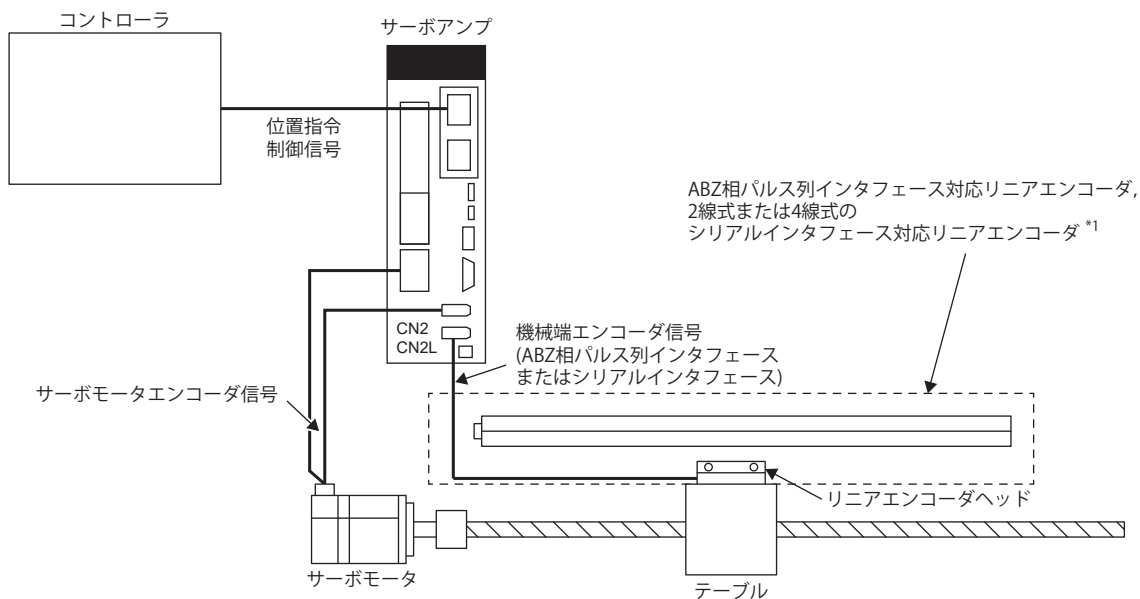 コントローラ
サーボアンプ
位置指令
制御信号
ABZ相パルス列インタフェース対応リニアエンコーダ,
2線式または4線式の
シリアルインタフェース対応リニアエンコーダ *1
CN2
CN2L
機械端エンコーダ信号
(ABZ相パルス列インタフェース
またはシリアルインタフェース)
サーボモータエンコーダ信号
リニアエンコーダヘッド
サーボモータ
テーブル